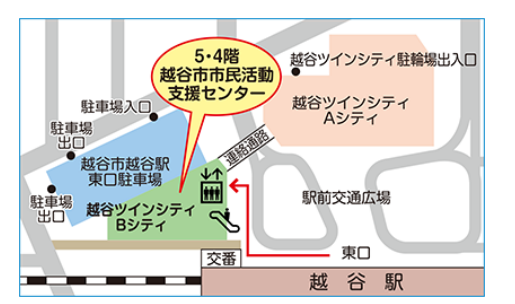 5・4階
越谷市市民活動
支援センター
越谷ツインシティ駐輪場出入口
越谷ツインシティ
Aシティ
駐車場入口
駐車場
出口
越谷市越谷駅
東口駐車場
連絡通路
駐車場
出口
越谷ツインシティ
Bシティ
駅前交通広場
東口
交番
越谷駅